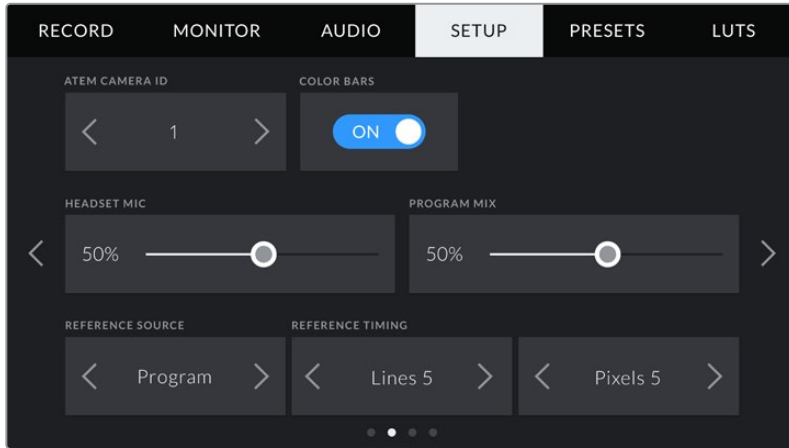 RECORD MONITOR AUDIO SETUP PRESETS LUTS
ATEM CAMERA ID COLOR BARS
1 ON
HEADSET MIC PROGRAM MIX
50% 50%
REFERENCE SOURCE REFERENCE TIMING
Program Lines 5 Pixels 5